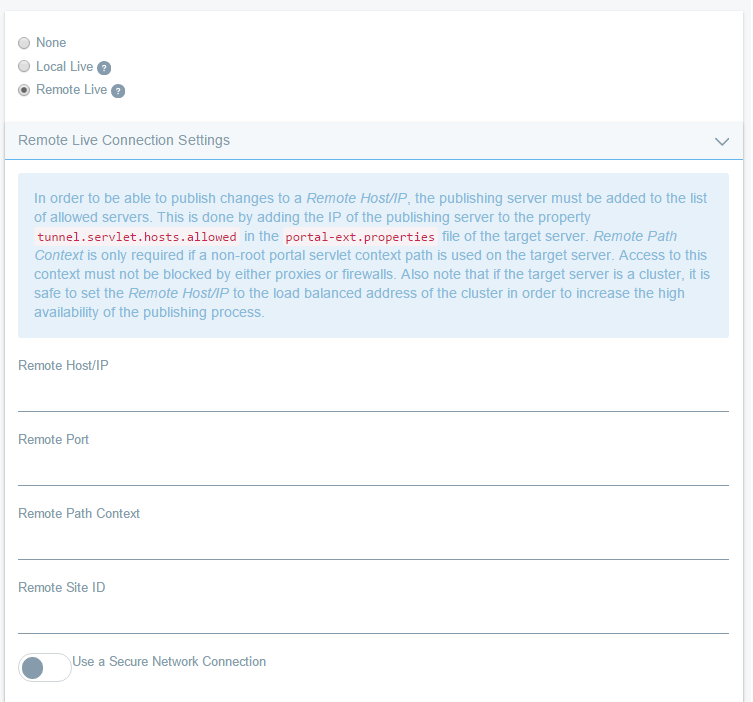 None
Local Live ?
Remote Live ?
Remote Live Connection Settings
In order to be able to publish changes to a Remote Host/IP, the publishing server must be added to the list
of allowed servers. This is done by adding the IP of the publishing server to the property
tunnel.servlet.hosts.allowed in the portal-ext.properties file of the target server. Remote Path
Context is only required if a non-root portal servlet context path is used on the target server. Access to this
context must not be blocked by either proxies or firewalls. Also note that if the target server is a cluster, it is
safe to set the Remote Host/IP to the load balanced address of the cluster in order to increase the high
availability of the publishing process.
Remote Host/IP
Remote Port
Remote Path Context
Remote Site ID
Use a Secure Network Connection